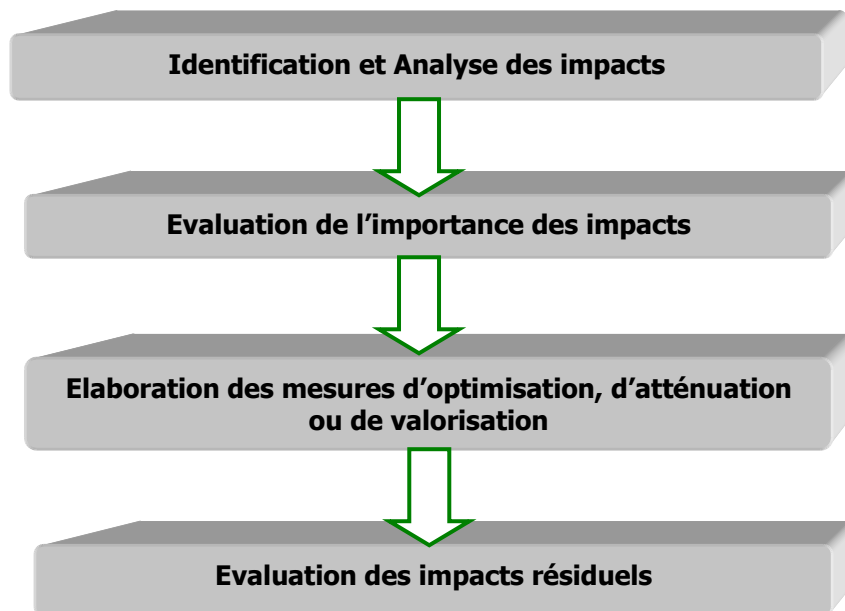 Identification et Analyse des impacts
Evaluation de l’importance des impacts
Elaboration des mesures d’optimisation, d’atténuation
ou de valorisation
Evaluation des impacts résiduels